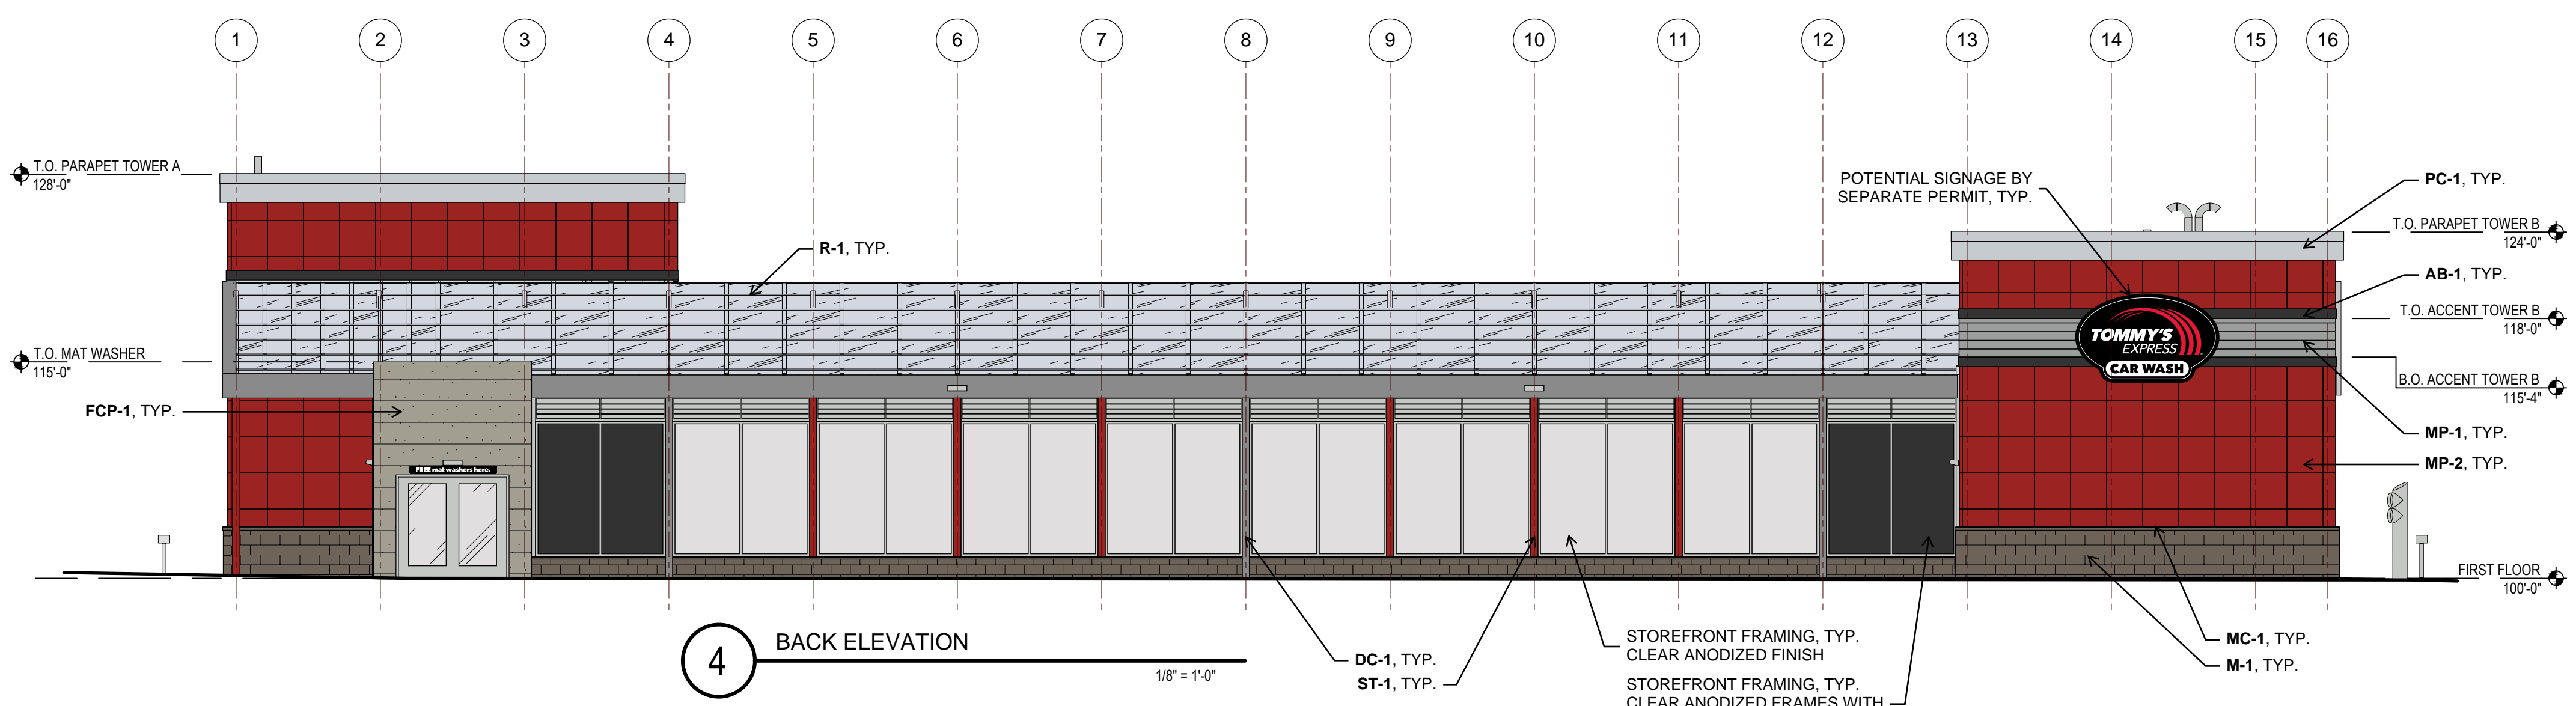 1 2 3 4 5 6 7 8 9 10 11 12 13 14 15 16
T.O. PARAPET TOWER A
128'-0"
T.O. MAT WASHER
115'-0"
FCP-1, TYP.
R-1, TYP.
FREE mat washers here.
POTENTIAL SIGNAGE BY
SEPARATE PERMIT, TYP.
TOMMY'S
EXPRESS
CAR WASH
PC-1, TYP.
T.O. PARAPET TOWER B
124'-0"
AB-1, TYP.
T.O. ACCENT TOWER B
118'-0"
B.O. ACCENT TOWER B
115'-4"
MP-1, TYP.
MP-2, TYP.
FIRST FLOOR
100'-0"
4
BACK ELEVATION
1/8" = 1'-0"
DC-1, TYP.
ST-1, TYP.
STOREFRONT FRAMING, TYP.
CLEAR ANODIZED FINISH
STOREFRONT FRAMING, TYP.
CLEAR ANODIZED FRAMES WITH
MC-1, TYP.
M-1, TYP.